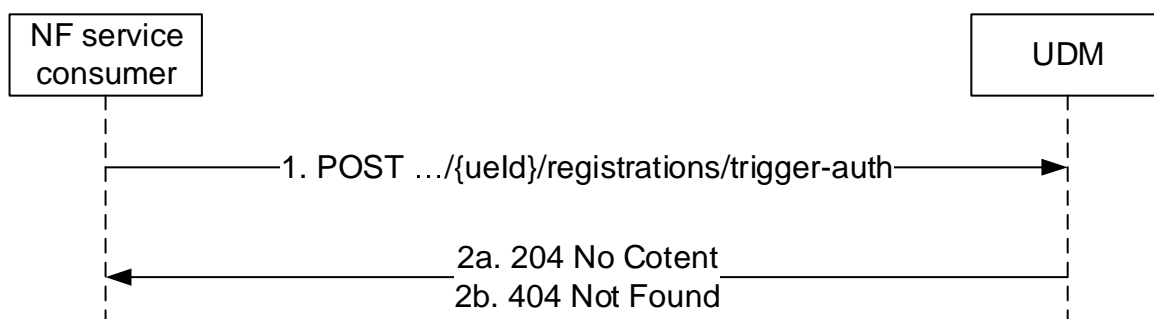 NF service
consumer
UDM
1. POST …/{ueId}/registrations/trigger-auth
2a. 204 No Cotent
2b. 404 Not Found